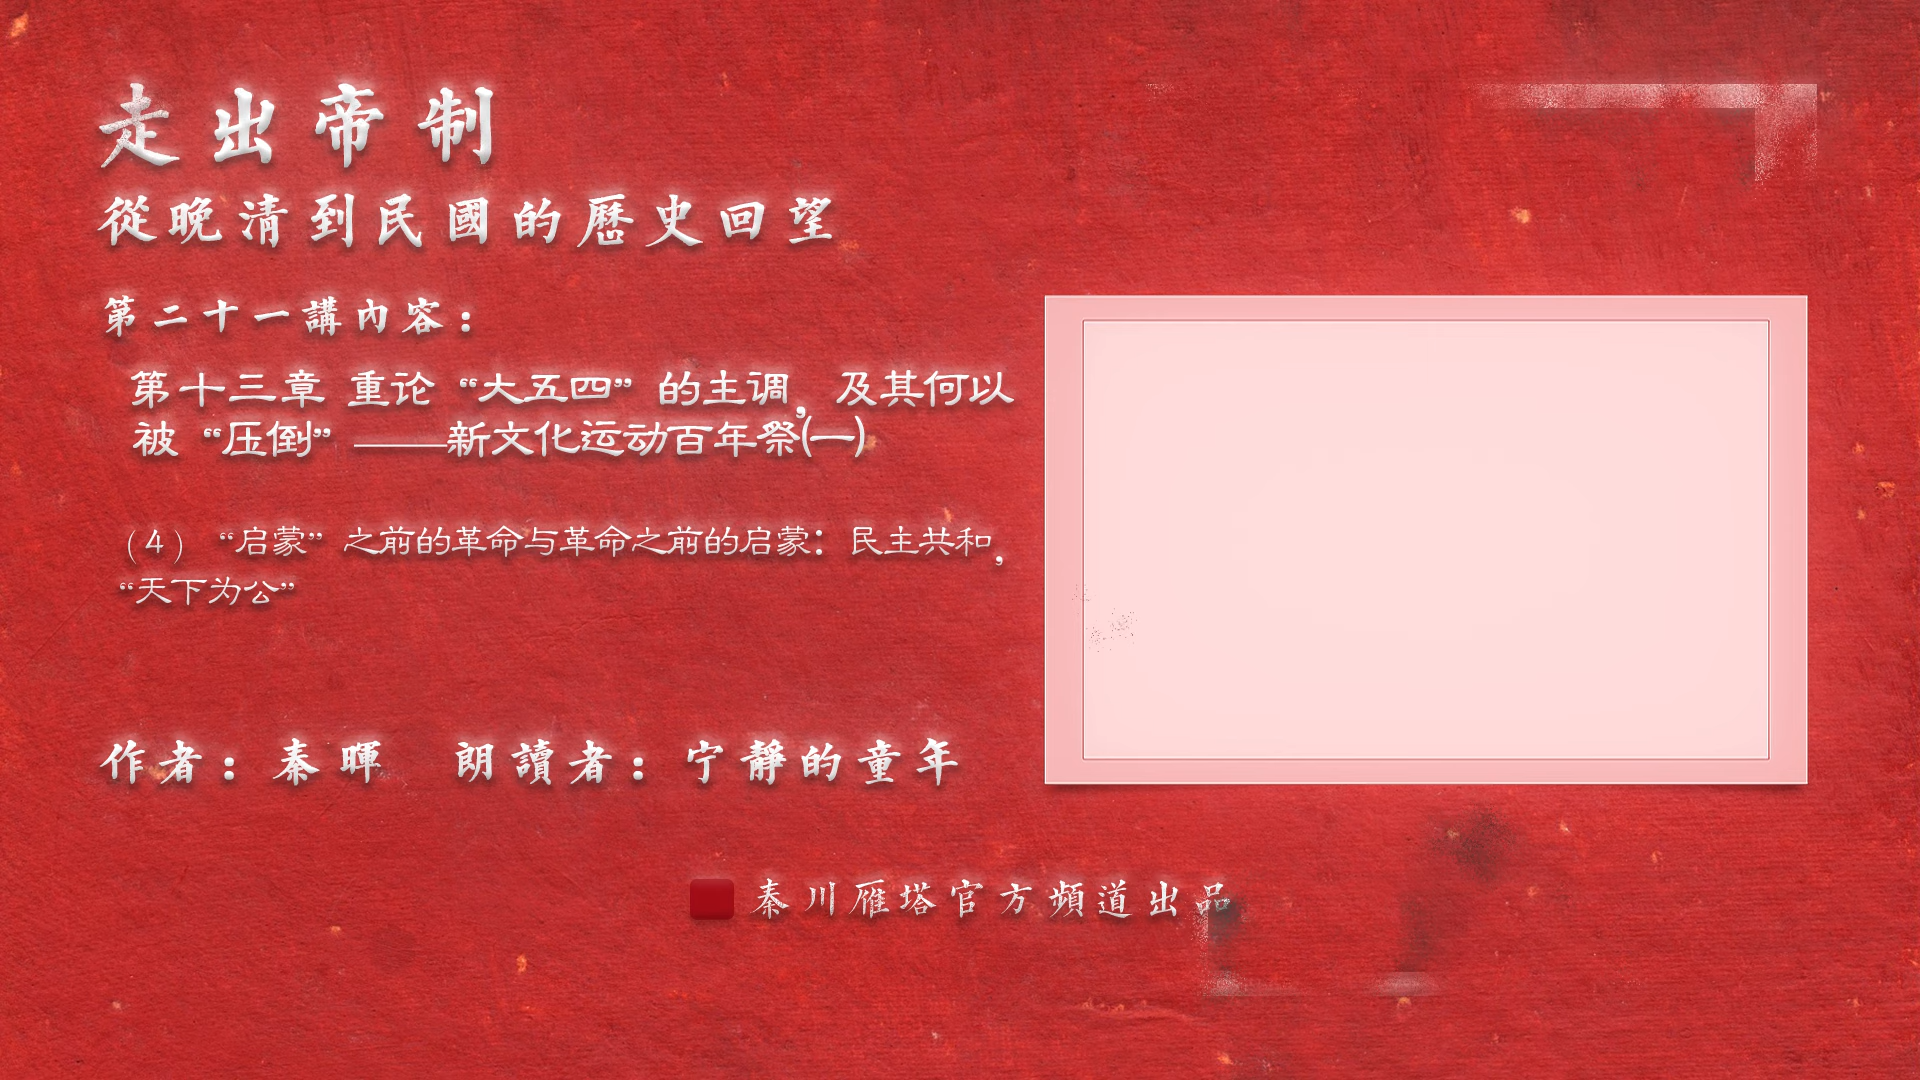 走出帝制
從晚清到民國的歷史回望
第二十一講內容：
第十三章 重论“大五四”的主调，及其何以
被“压倒”——新文化运动百年祭(一)
（4）“启蒙”之前的革命与革命之前的启蒙：民主共和，
“天下为公”
作者：秦暉　朗讀者：宁靜的童年
秦川雁塔官方頻道出品